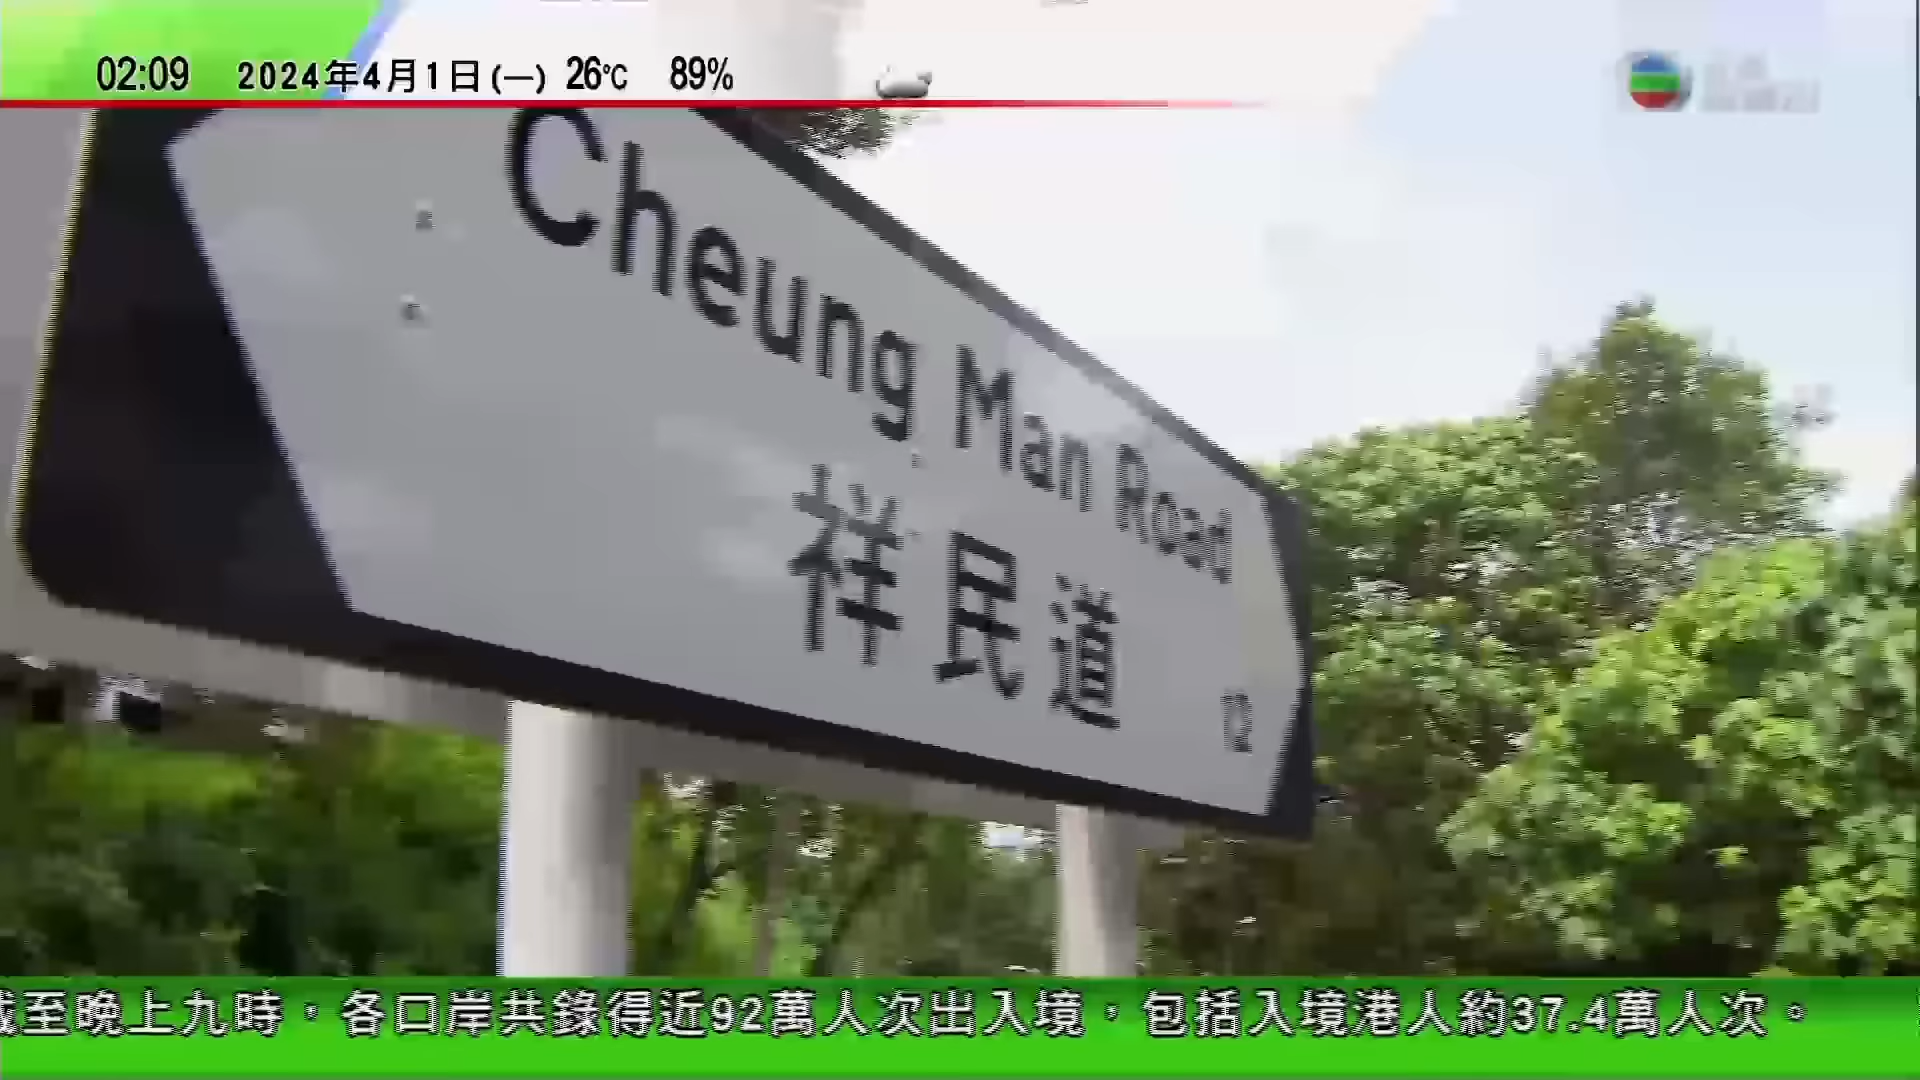 02:09 2024年4月1日(一) 26℃ 89%
Cheung Man Road
祥民道
截至晚上九時，各口岸共錄得近92萬人次出入境，包括入境港人約37.4萬人次。